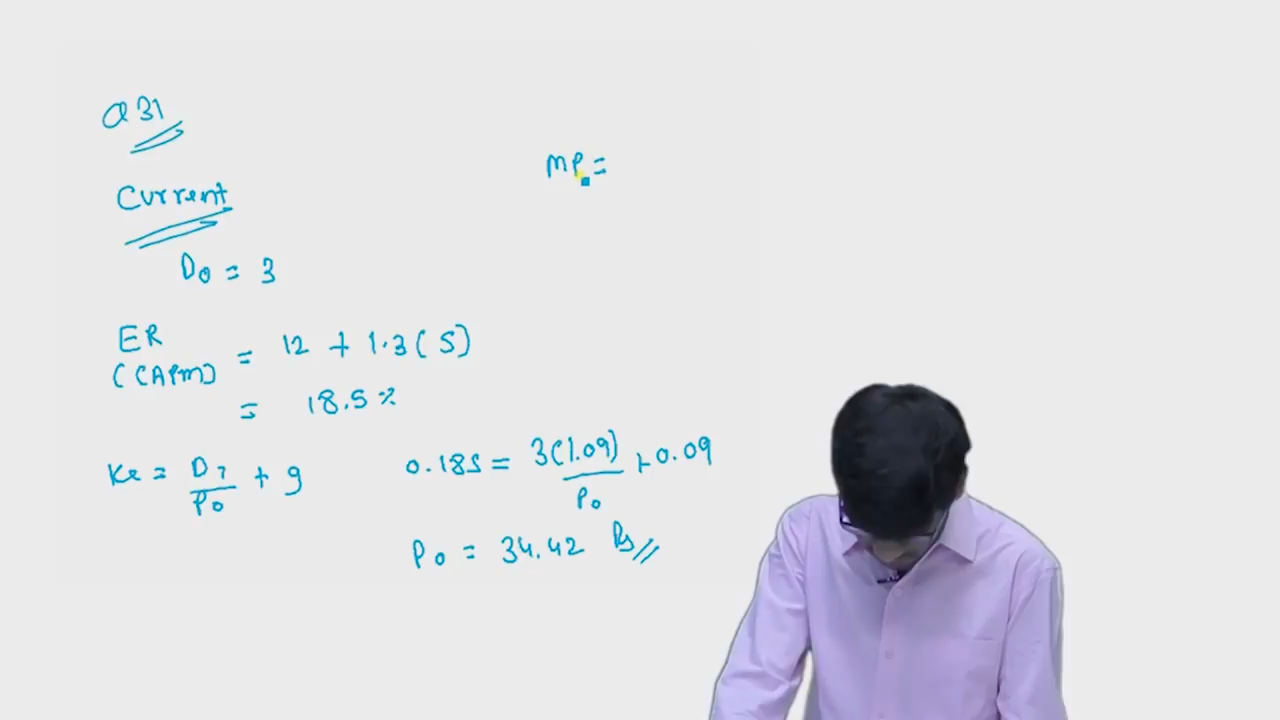 Q 31
MP =
Current
D0 = 3
ER
(CAPM) = 12 + 1.3 ( 5 )
= 18.5 %
Ke = D1 / P0 + g
0.185 = 3(1.09) / P0 + 0.09
P0 = 34.42 Rs